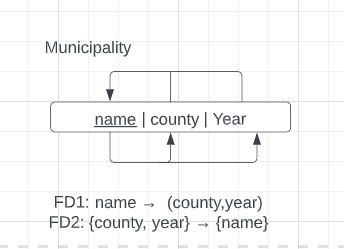 Municipality
name | county | Year
FD1: name → (county,year)
FD2: {county, year} → {name}